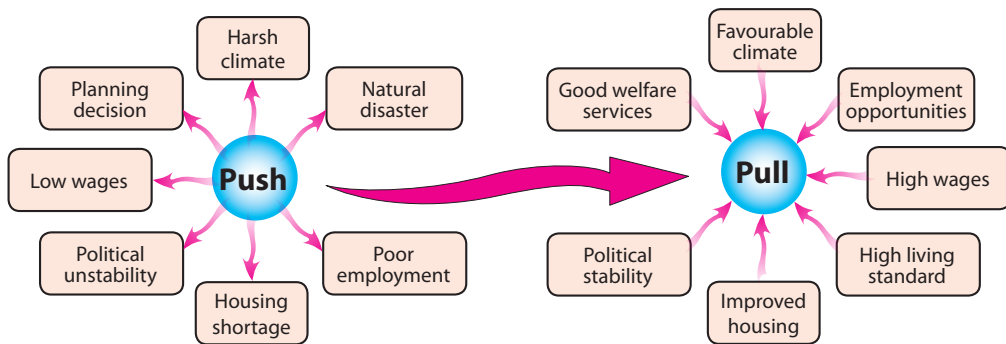 Harsh
climate
Planning
decision
Natural
disaster
Low wages
Push
Political
unstability
Poor
employment
Housing
shortage
Favourable
climate
Good welfare
services
Employment
opportunities
Pull
High wages
Political
stability
High living
standard
Improved
housing